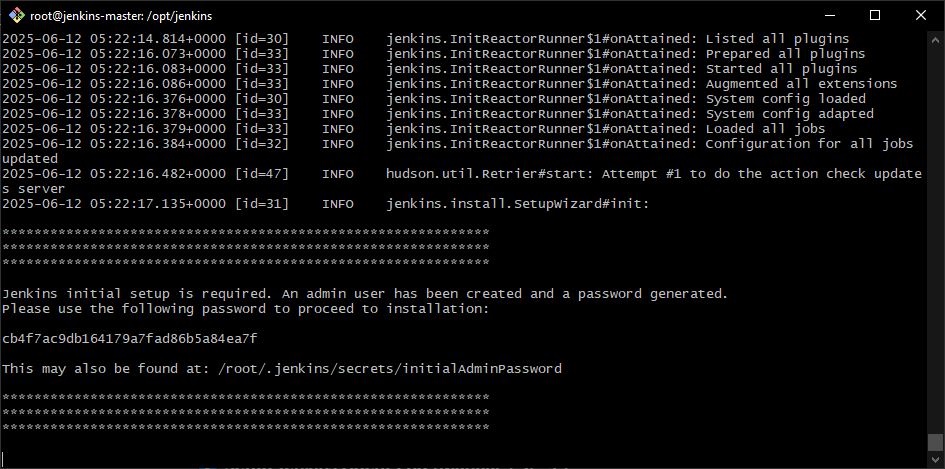 root@jenkins-master: /opt/jenkins
2025-06-12 05:22:14.814+0000 [id=30]    INFO    jenkins.InitReactorRunner$1#onAttained: Listed all plugins
2025-06-12 05:22:16.073+0000 [id=33]    INFO    jenkins.InitReactorRunner$1#onAttained: Prepared all plugins
2025-06-12 05:22:16.083+0000 [id=33]    INFO    jenkins.InitReactorRunner$1#onAttained: Started all plugins
2025-06-12 05:22:16.086+0000 [id=33]    INFO    jenkins.InitReactorRunner$1#onAttained: Augmented all extensions
2025-06-12 05:22:16.376+0000 [id=30]    INFO    jenkins.InitReactorRunner$1#onAttained: System config loaded
2025-06-12 05:22:16.378+0000 [id=33]    INFO    jenkins.InitReactorRunner$1#onAttained: System config adapted
2025-06-12 05:22:16.379+0000 [id=33]    INFO    jenkins.InitReactorRunner$1#onAttained: Loaded all jobs
2025-06-12 05:22:16.384+0000 [id=32]    INFO    jenkins.InitReactorRunner$1#onAttained: Configuration for all jobs
updated
2025-06-12 05:22:16.482+0000 [id=47]    INFO    hudson.util.Retrier#start: Attempt #1 to do the action check update
s server
2025-06-12 05:22:17.135+0000 [id=31]    INFO    jenkins.install.SetupWizard#init:
*************************************************************
*************************************************************
*************************************************************
Jenkins initial setup is required. An admin user has been created and a password generated.
Please use the following password to proceed to installation:
cb4f7ac9db164179a7fad86b5a84ea7f
This may also be found at: /root/.jenkins/secrets/initialAdminPassword
*************************************************************
*************************************************************
*************************************************************